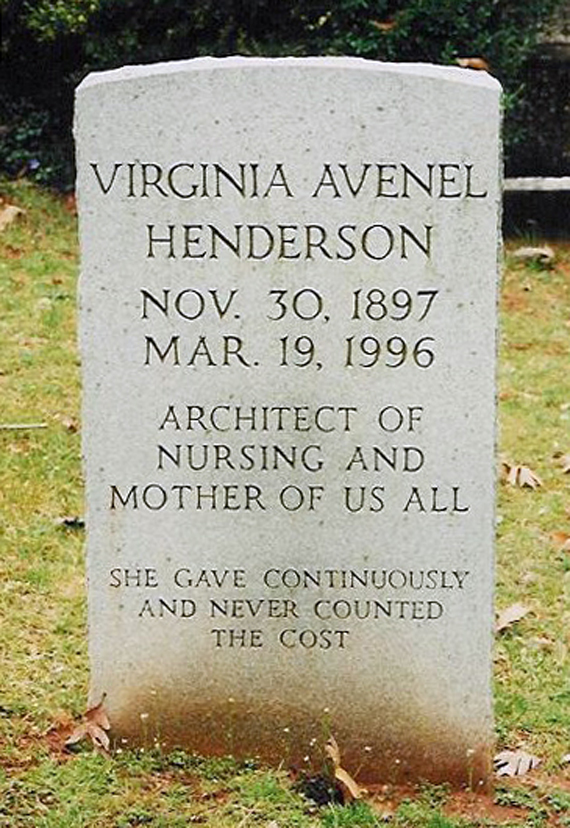 VIRGINIA AVENEL
HENDERSON
NOV. 30, 1897
MAR. 19, 1996
ARCHITECT OF
NURSING AND
MOTHER OF US ALL
SHE GAVE CONTINUOUSLY
AND NEVER COUNTED
THE COST